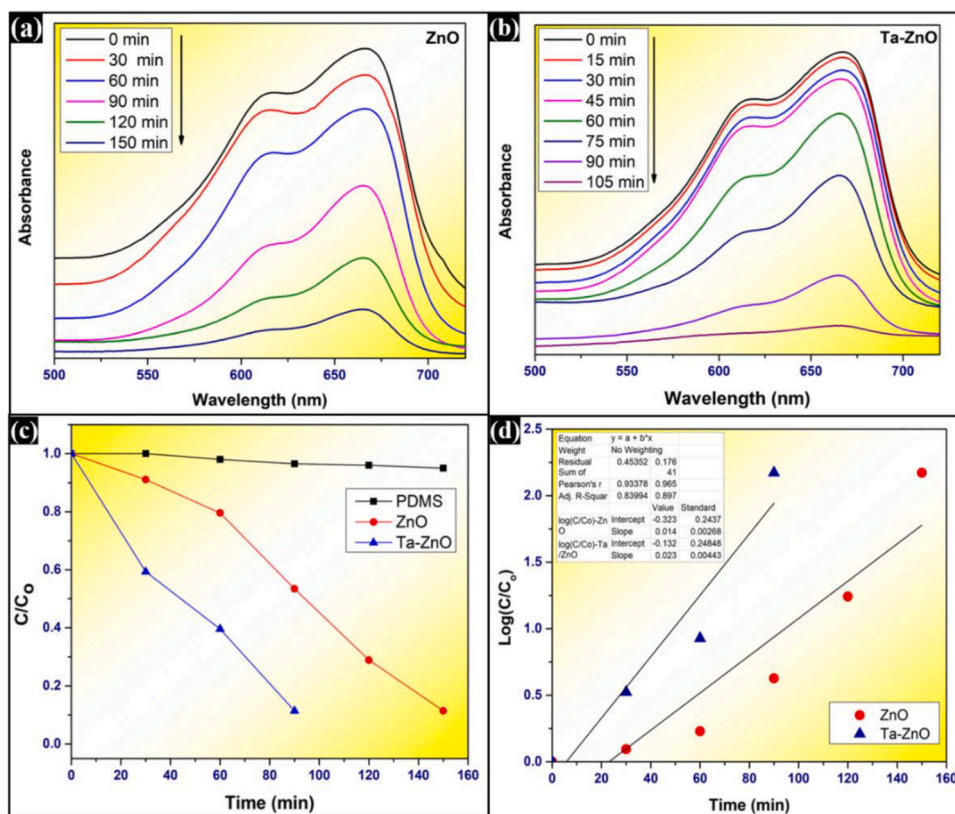 (a)
ZnO
0 min
30 min
60 min
90 min
120 min
150 min
Absorbance
500 550 600 650 700
Wavelength (nm)
(b)
Ta-ZnO
0 min
15 min
30 min
45 min
60 min
75 min
90 min
105 min
Absorbance
500 550 600 650 700
Wavelength (nm)
(c)
1.0
0.8
0.6
0.4
0.2
0.0
C/Co
PDMS
ZnO
Ta-ZnO
0 20 40 60 80 100 120 140 160
Time (min)
(d)
2.5
2.0
1.5
1.0
0.5
0.0
Log(C/Co)
Equation y = a + b*x
Weight No Weighting
Residual 0.45352 0.176
Sum of 41
Pearson's r 0.93378 0.965
Adj. R-Squar 0.83994 0.897
Value Standard
log(C/Co)-Zn Intercept -0.323 0.2437
O Slope 0.014 0.00268
log(C/Co)-Ta Intercept -0.132 0.24848
/ZnO Slope 0.023 0.00443
ZnO
Ta-ZnO
0 20 40 60 80 100 120 140 160
Time (min)